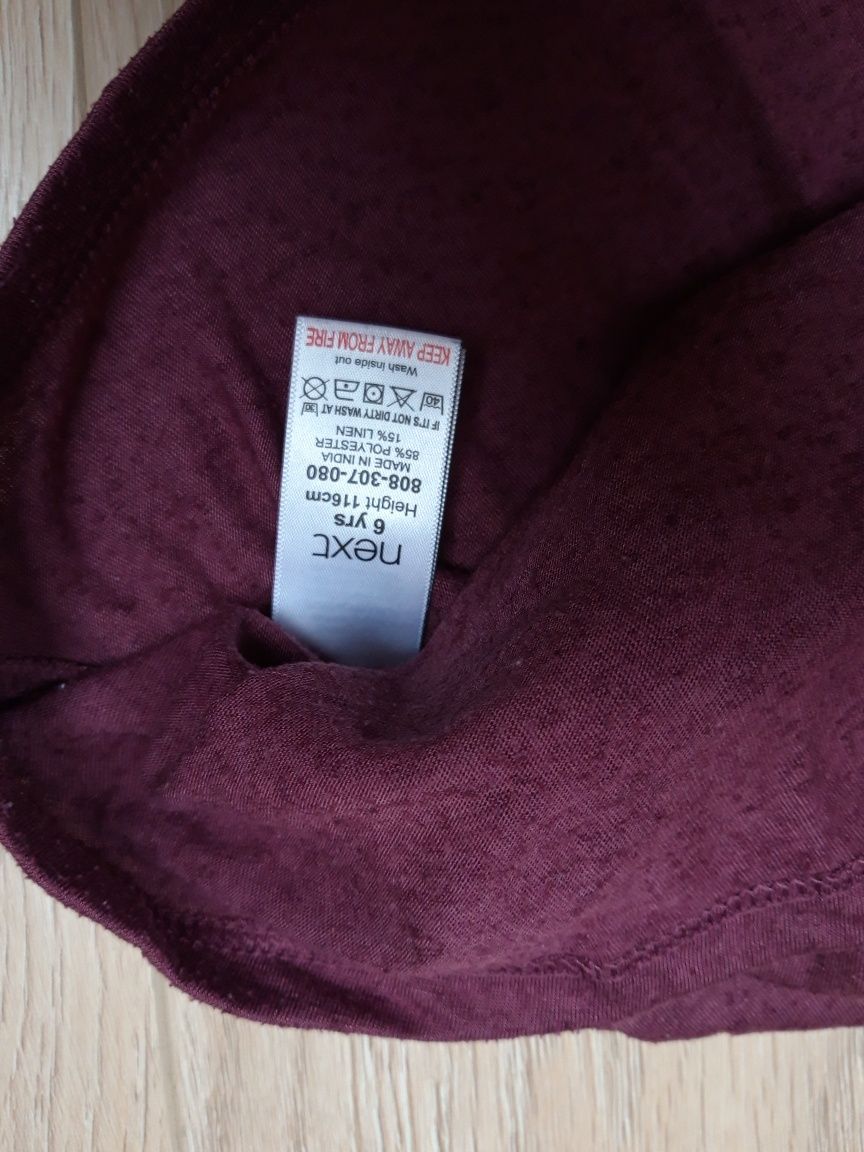 next
6 yrs
Height 116cm
808-307-080
MADE IN INDIA
85% POLYESTER
15% LINEN
IF IT'S NOT DIRTY WASH AT 30
40
Wash inside out
KEEP AWAY FROM FIRE